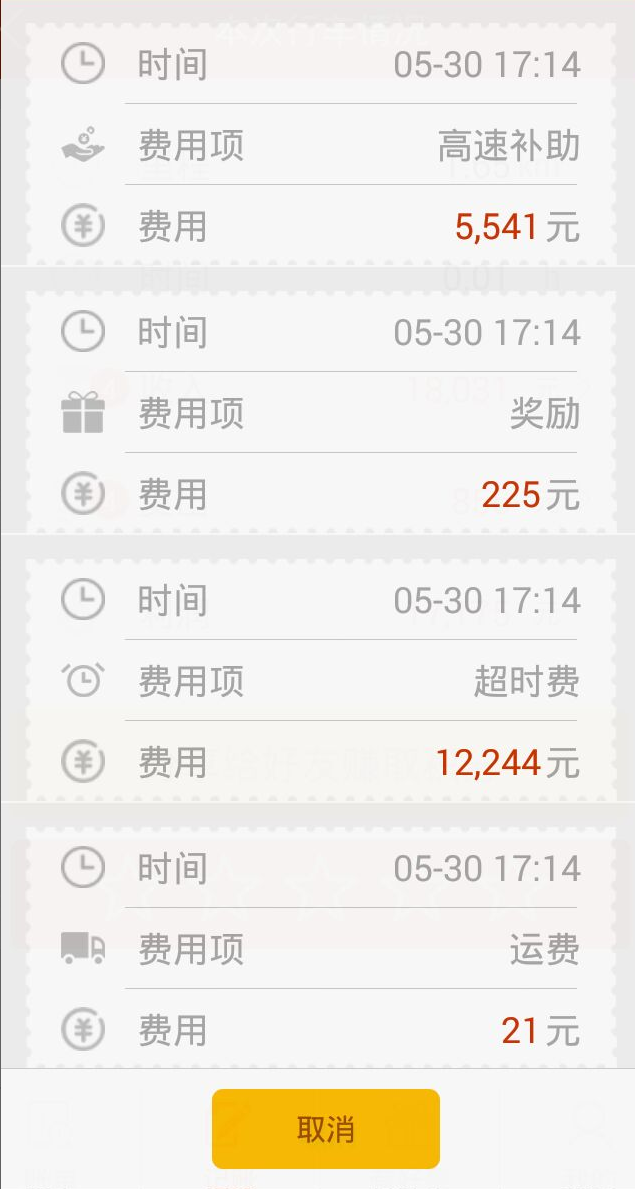 时间 05-30 17:14
费用项 高速补助
费用 5,541元
时间 05-30 17:14
费用项 奖励
费用 225元
时间 05-30 17:14
费用项 超时费
费用 12,244元
时间 05-30 17:14
费用项 运费
费用 21元
取消